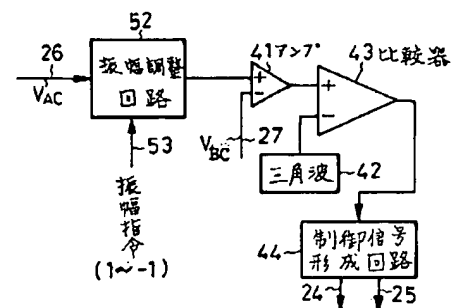 52
26
VAC
振幅調整
回路
53
振幅指令
(1～-1)
41アンプ
+
-
VBC
27
43比較器
+
-
三角波
42
44
制御信号
形成回路
24
25